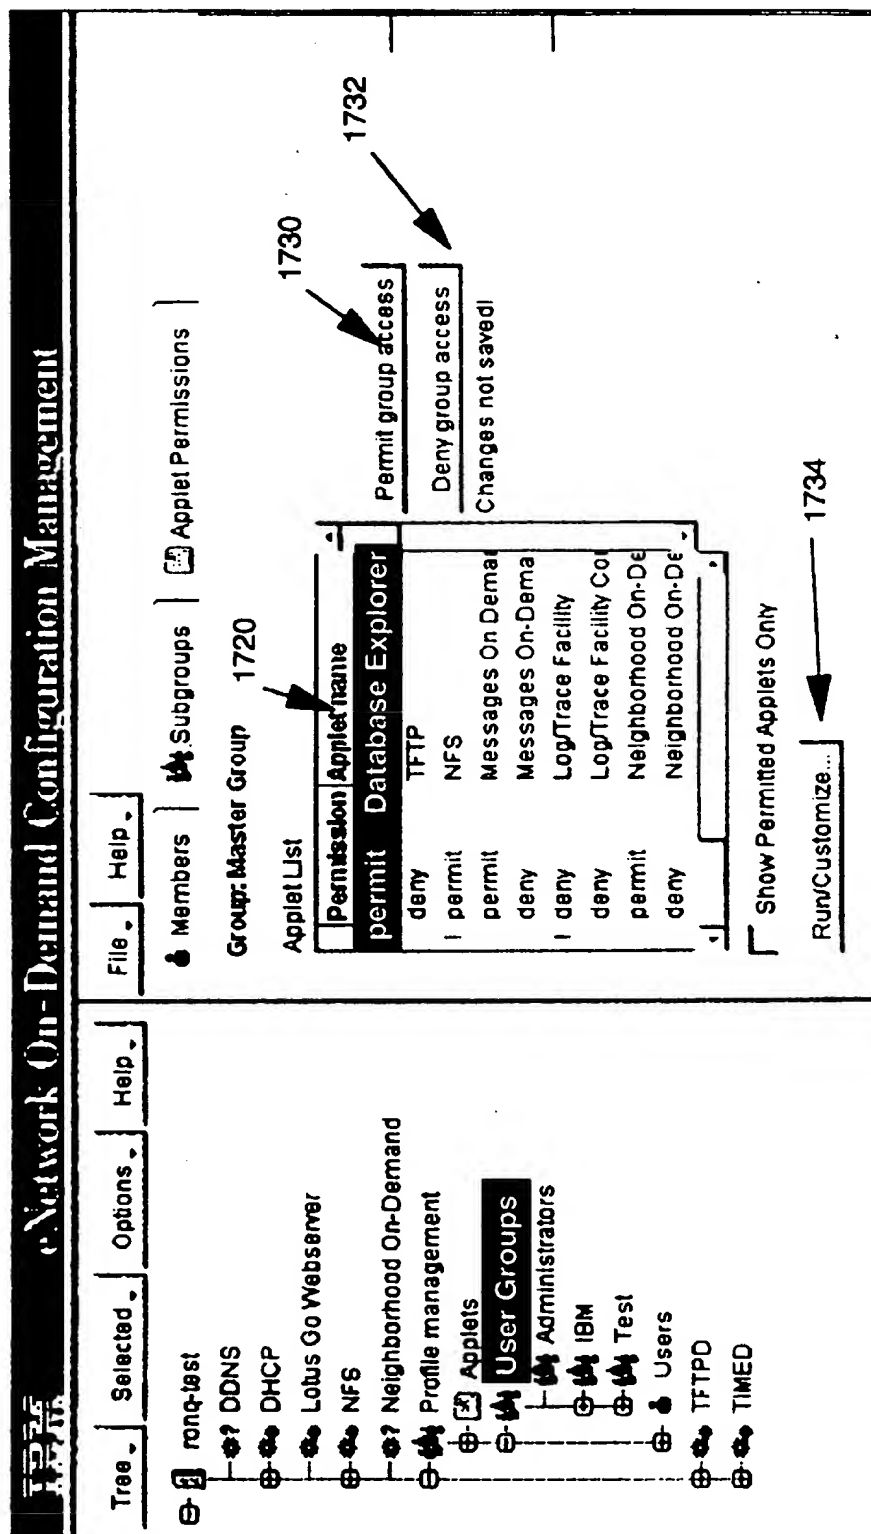 IBM eNetwork On-Demand Configuration Management
Tree Selected Options Help
ronq-test
? DDNS
DHCP
Lotus Go Webserver
NFS
? Neighborhood On-Demand
Profile management
Applets
User Groups
Administrators
IBM
Test
Users
TFTPD
TIMED
File Help
Members Subgroups Applet Permissions
Group: Master Group
1720
Applet List
Permission Applet name
permit Database Explorer
deny TFTP
permit NFS
permit Messages On Deman
deny Messages On-Dema
deny Log/Trace Facility
deny Log/Trace Facility Con
permit Neighborhood On-De
deny Neighborhood On-De
Permit group access
1730
Deny group access
1732
Changes not saved!
Show Permitted Applets Only
Run/Customize...
1734